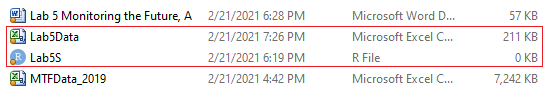 Lab 5 Monitoring the Future, A 2/21/2021 6:28 PM Microsoft Word D... 57 KB
Lab5Data 2/21/2021 7:26 PM Microsoft Excel C... 211 KB
Lab5S 2/21/2021 6:19 PM R File 0 KB
MTFData_2019 2/21/2021 4:42 PM Microsoft Excel C... 7,242 KB